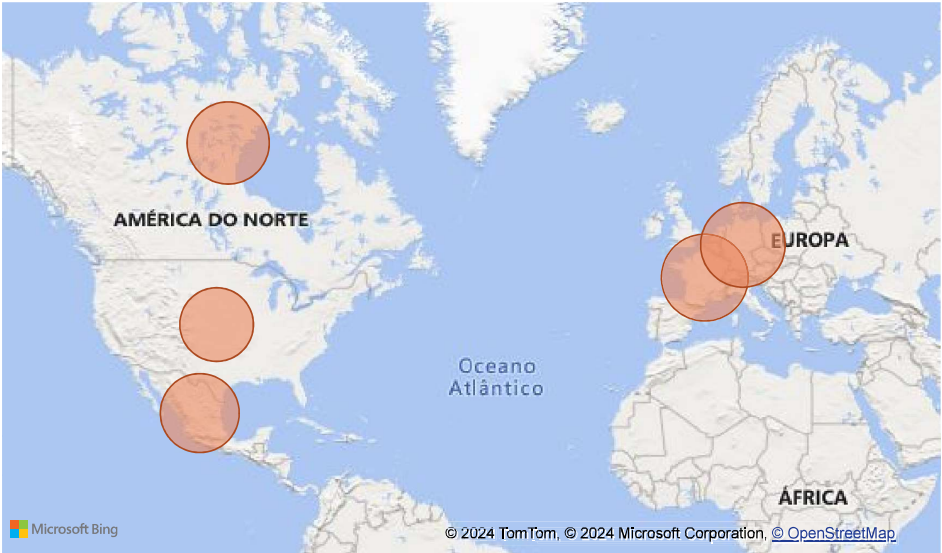 AMÉRICA DO NORTE
EUROPA
Oceano
Atlântico
ÁFRICA
Microsoft Bing
© 2024 TomTom, © 2024 Microsoft Corporation, © OpenStreetMap